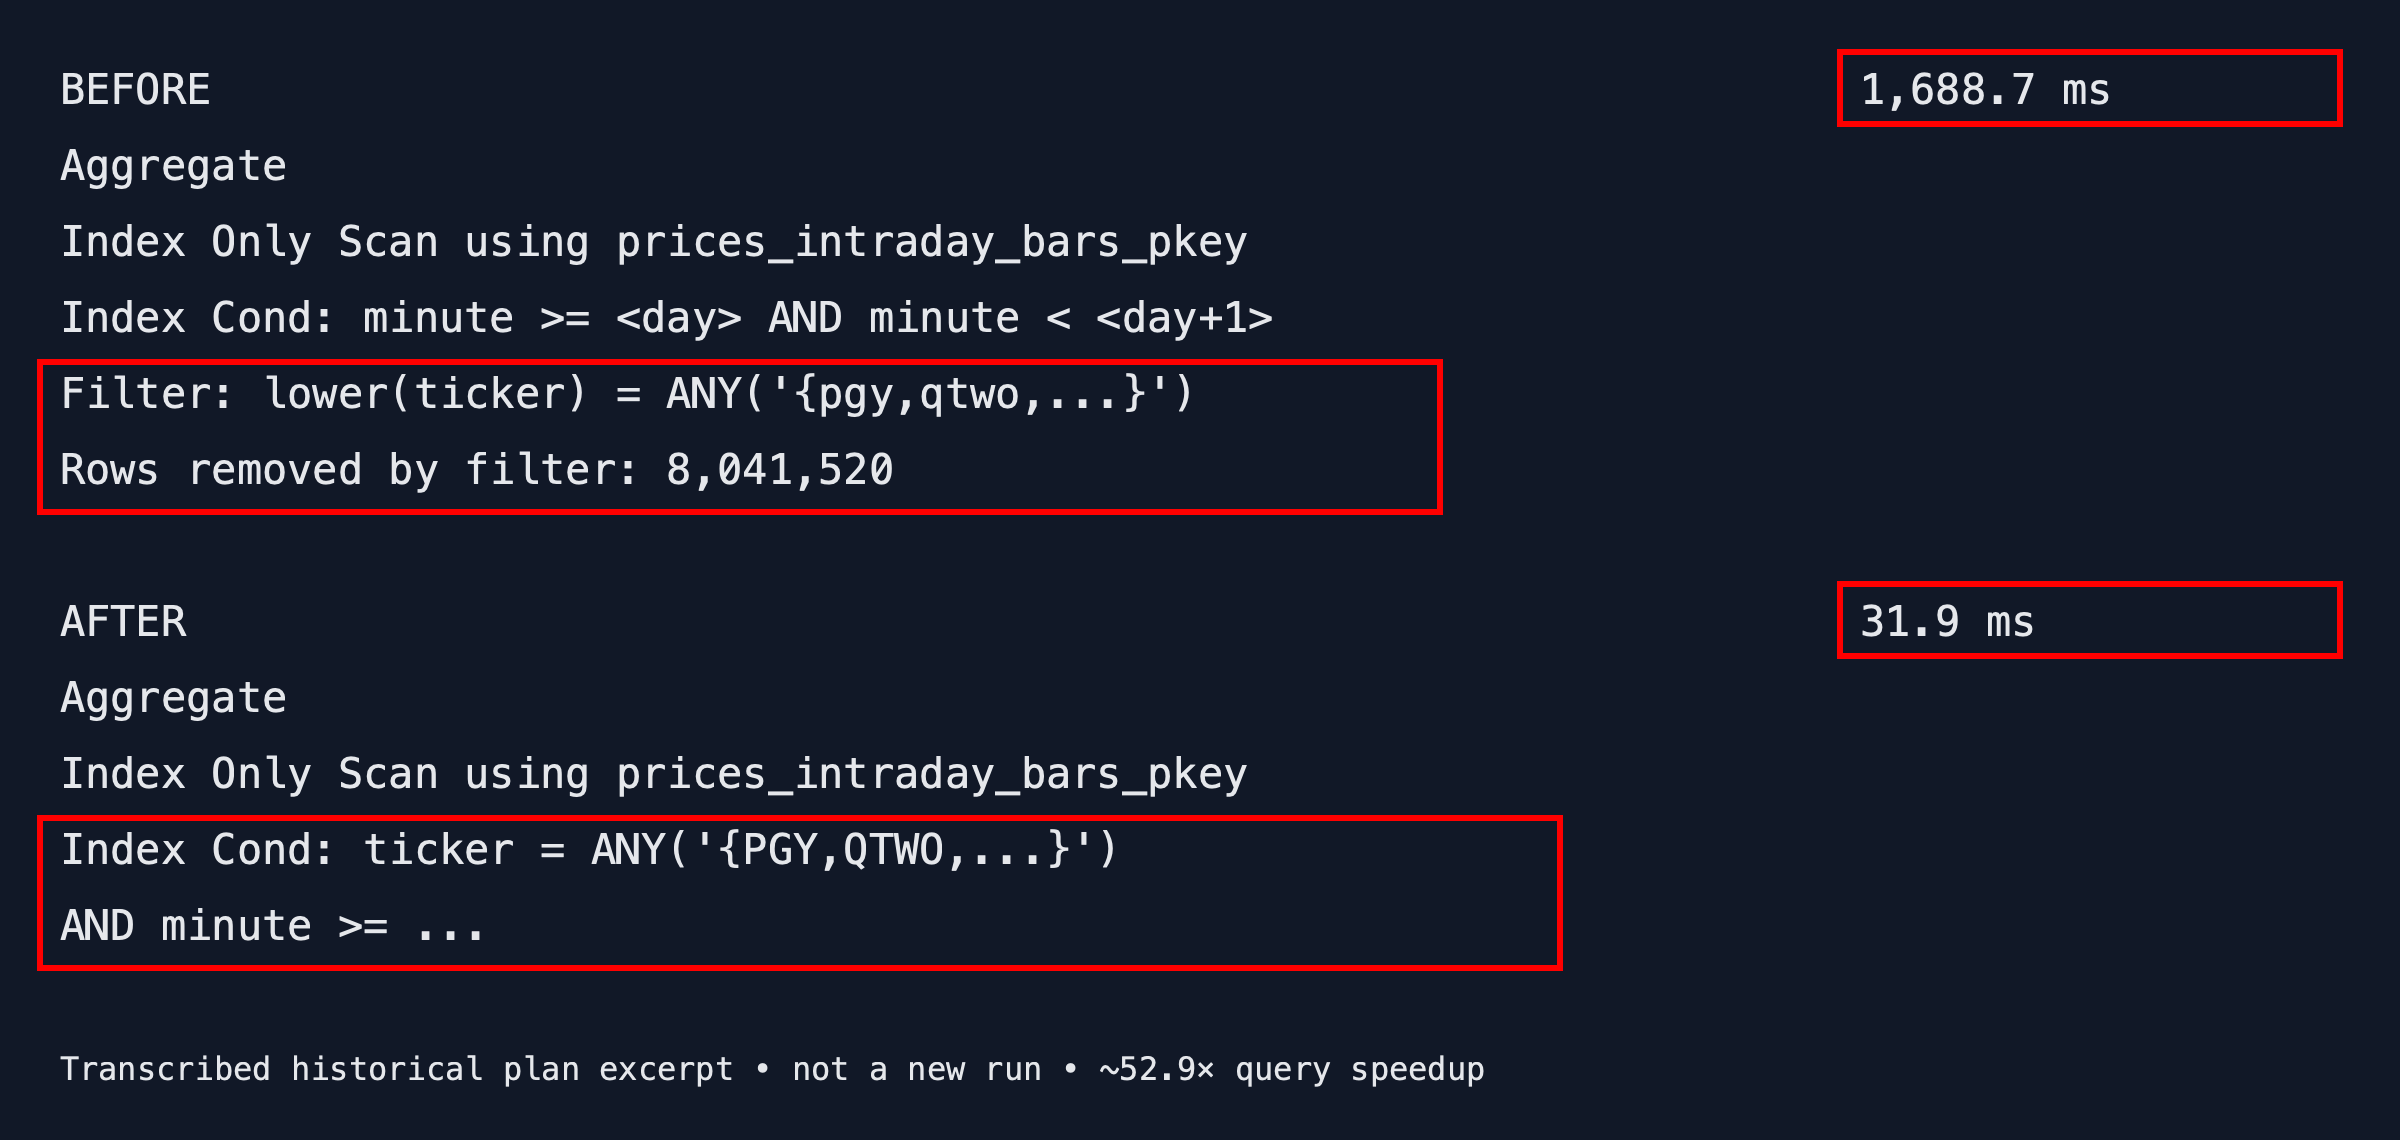 BEFORE 1,688.7 ms
Aggregate
Index Only Scan using prices_intraday_bars_pkey
Index Cond: minute >= <day> AND minute < <day+1>
Filter: lower(ticker) = ANY('{pgy,qtwo,...}')
Rows removed by filter: 8,041,520
AFTER 31.9 ms
Aggregate
Index Only Scan using prices_intraday_bars_pkey
Index Cond: ticker = ANY('{PGY,QTWO,...}')
AND minute >= ...
Transcribed historical plan excerpt • not a new run • ~52.9× query speedup